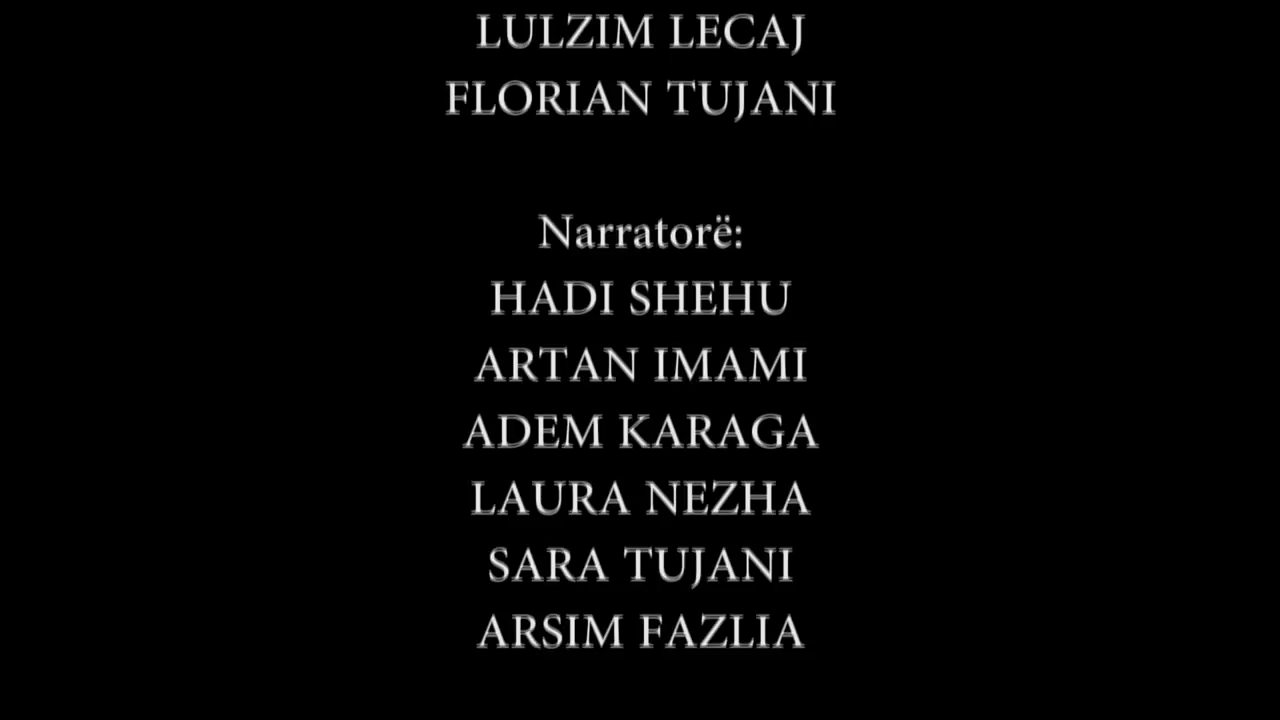 LULZIM LECAJ
FLORIAN TUJANI
Narratorë:
HADI SHEHU
ARTAN IMAMI
ADEM KARAGA
LAURA NEZHA
SARA TUJANI
ARSIM FAZLIA